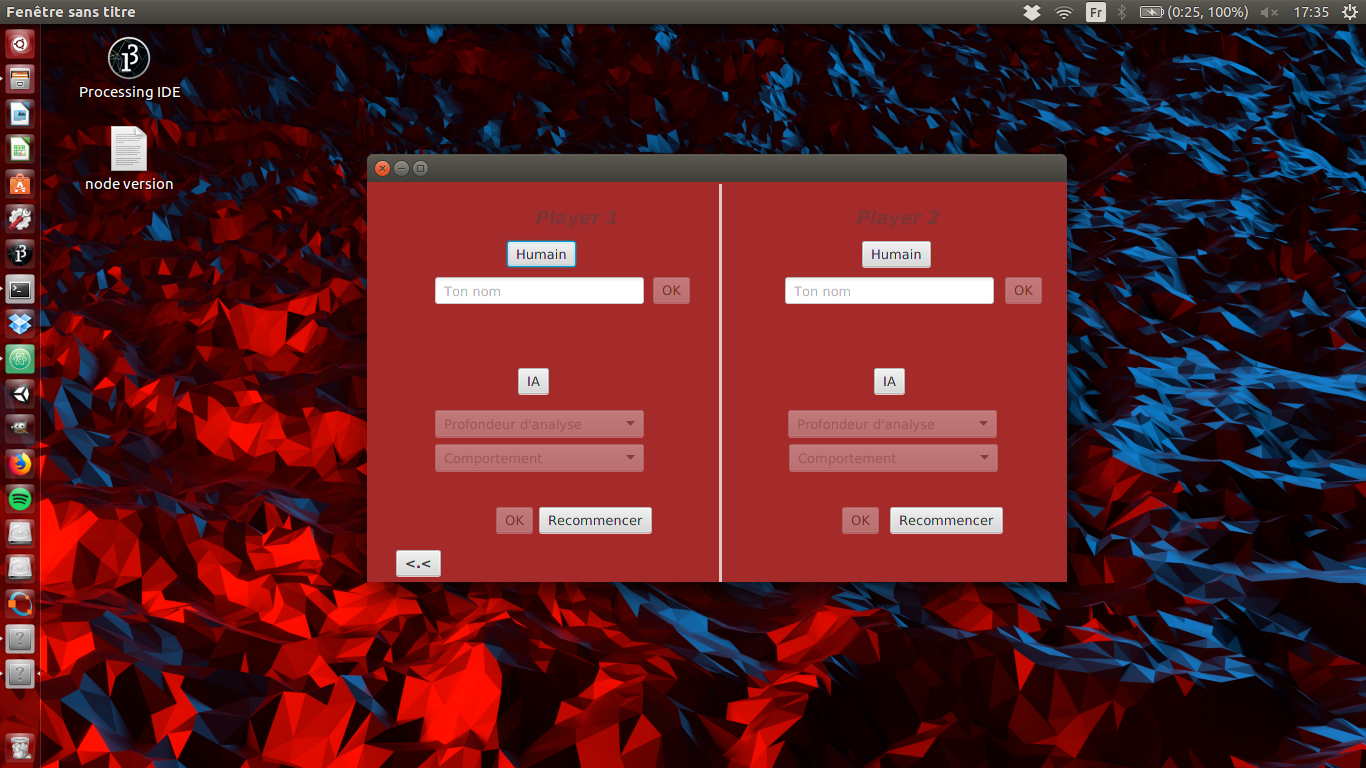 Fenêtre sans titre
Fr
(0:25, 100%)
17:35
Processing IDE
node version
Player 1
Humain
Ton nom
OK
IA
Profondeur d'analyse
Comportement
OK
Recommencer
<.<
Player 2
Humain
Ton nom
OK
IA
Profondeur d'analyse
Comportement
OK
Recommencer